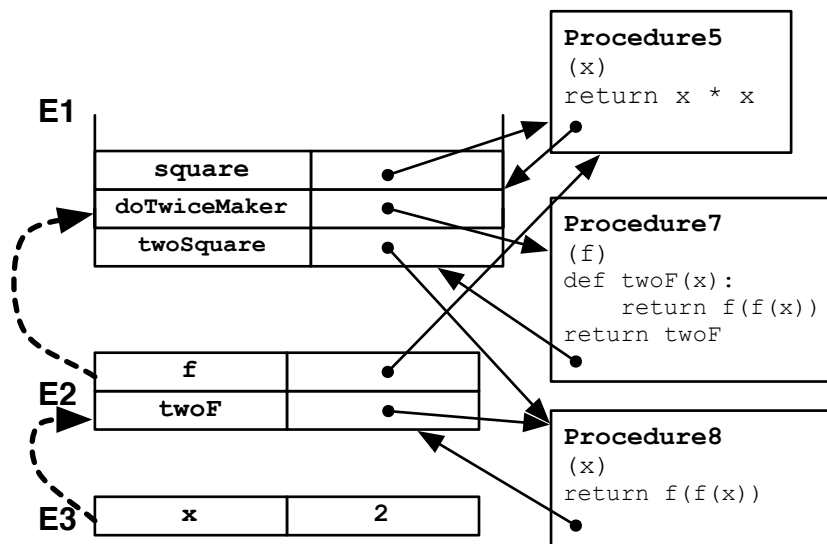 E1
square
doTwiceMaker
twoSquare
E2
f
twoF
E3
x 2
Procedure5
(x)
return x * x
Procedure7
(f)
def twoF(x):
    return f(f(x))
return twoF
Procedure8
(x)
return f(f(x))